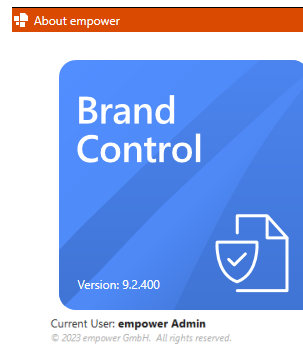 About empower
Brand
Control
Version: 9.2.400
Current User: empower Admin
© 2023 empower GmbH. All rights reserved.